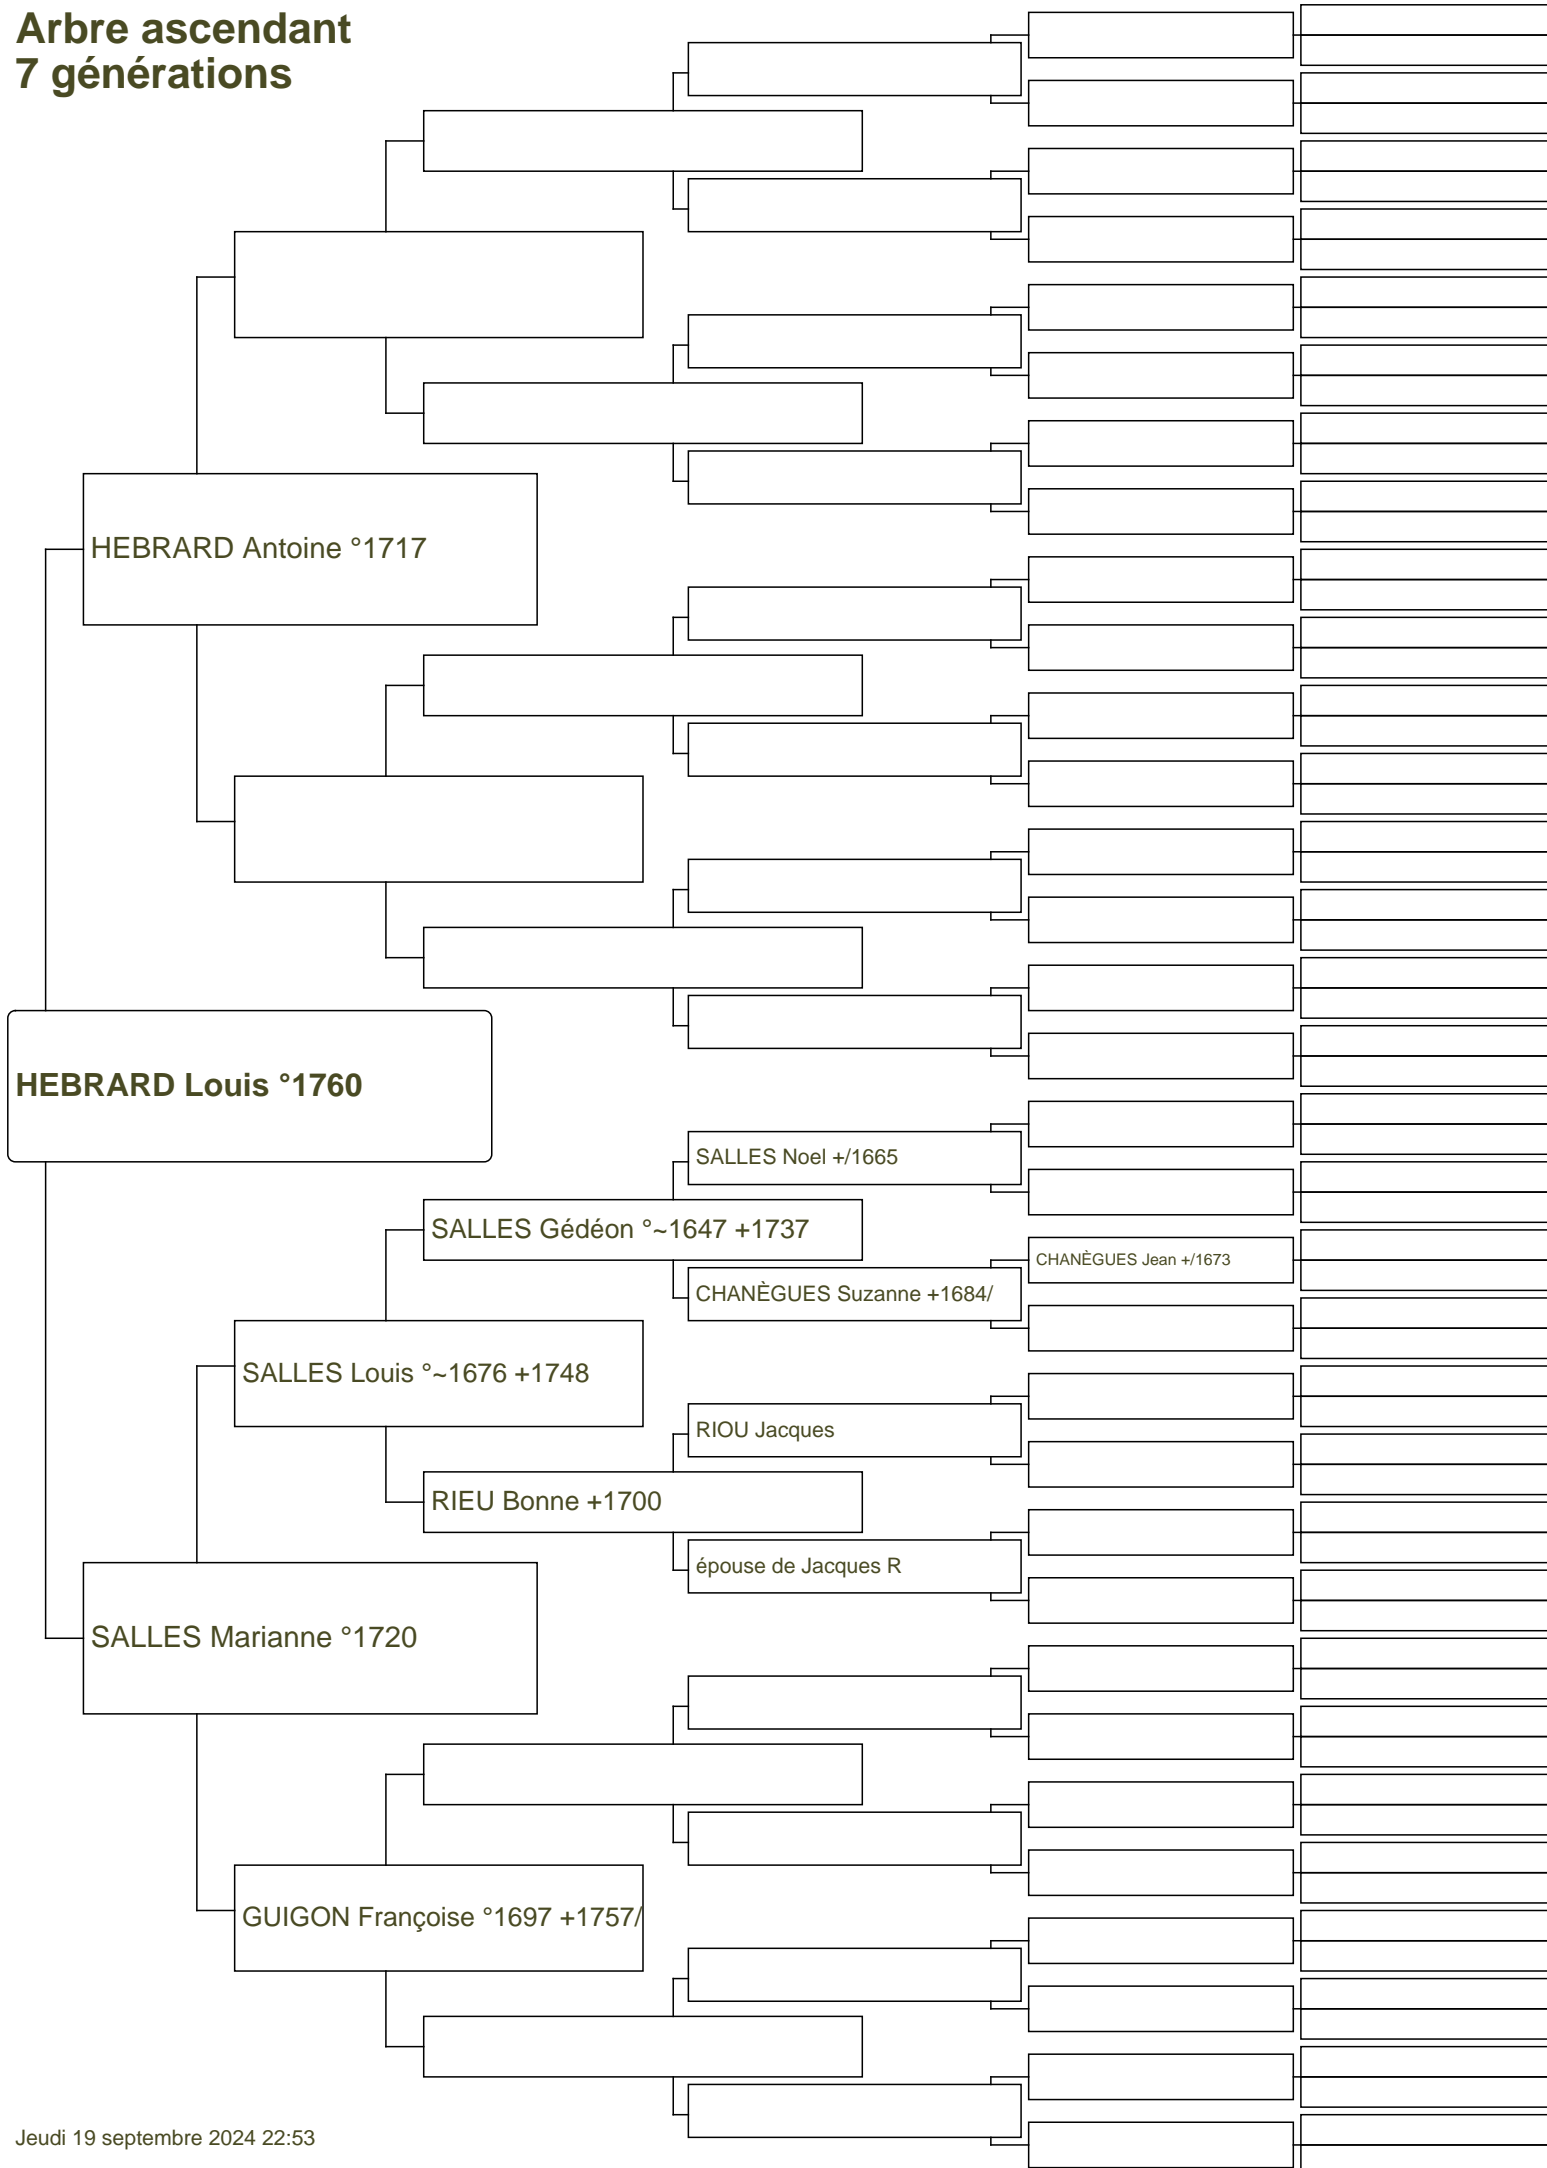 Arbre ascendant
7 générations
HEBRARD Antoine °1717
HEBRARD Louis °1760
SALLES Noel +/1665
SALLES Gédéon °~1647 +1737
CHANÈGUES Jean +/1673
CHANÈGUES Suzanne +1684/
SALLES Louis °~1676 +1748
RIOU Jacques
RIEU Bonne +1700
épouse de Jacques R
SALLES Marianne °1720
GUIGON Françoise °1697 +1757/
Jeudi 19 septembre 2024 22:53